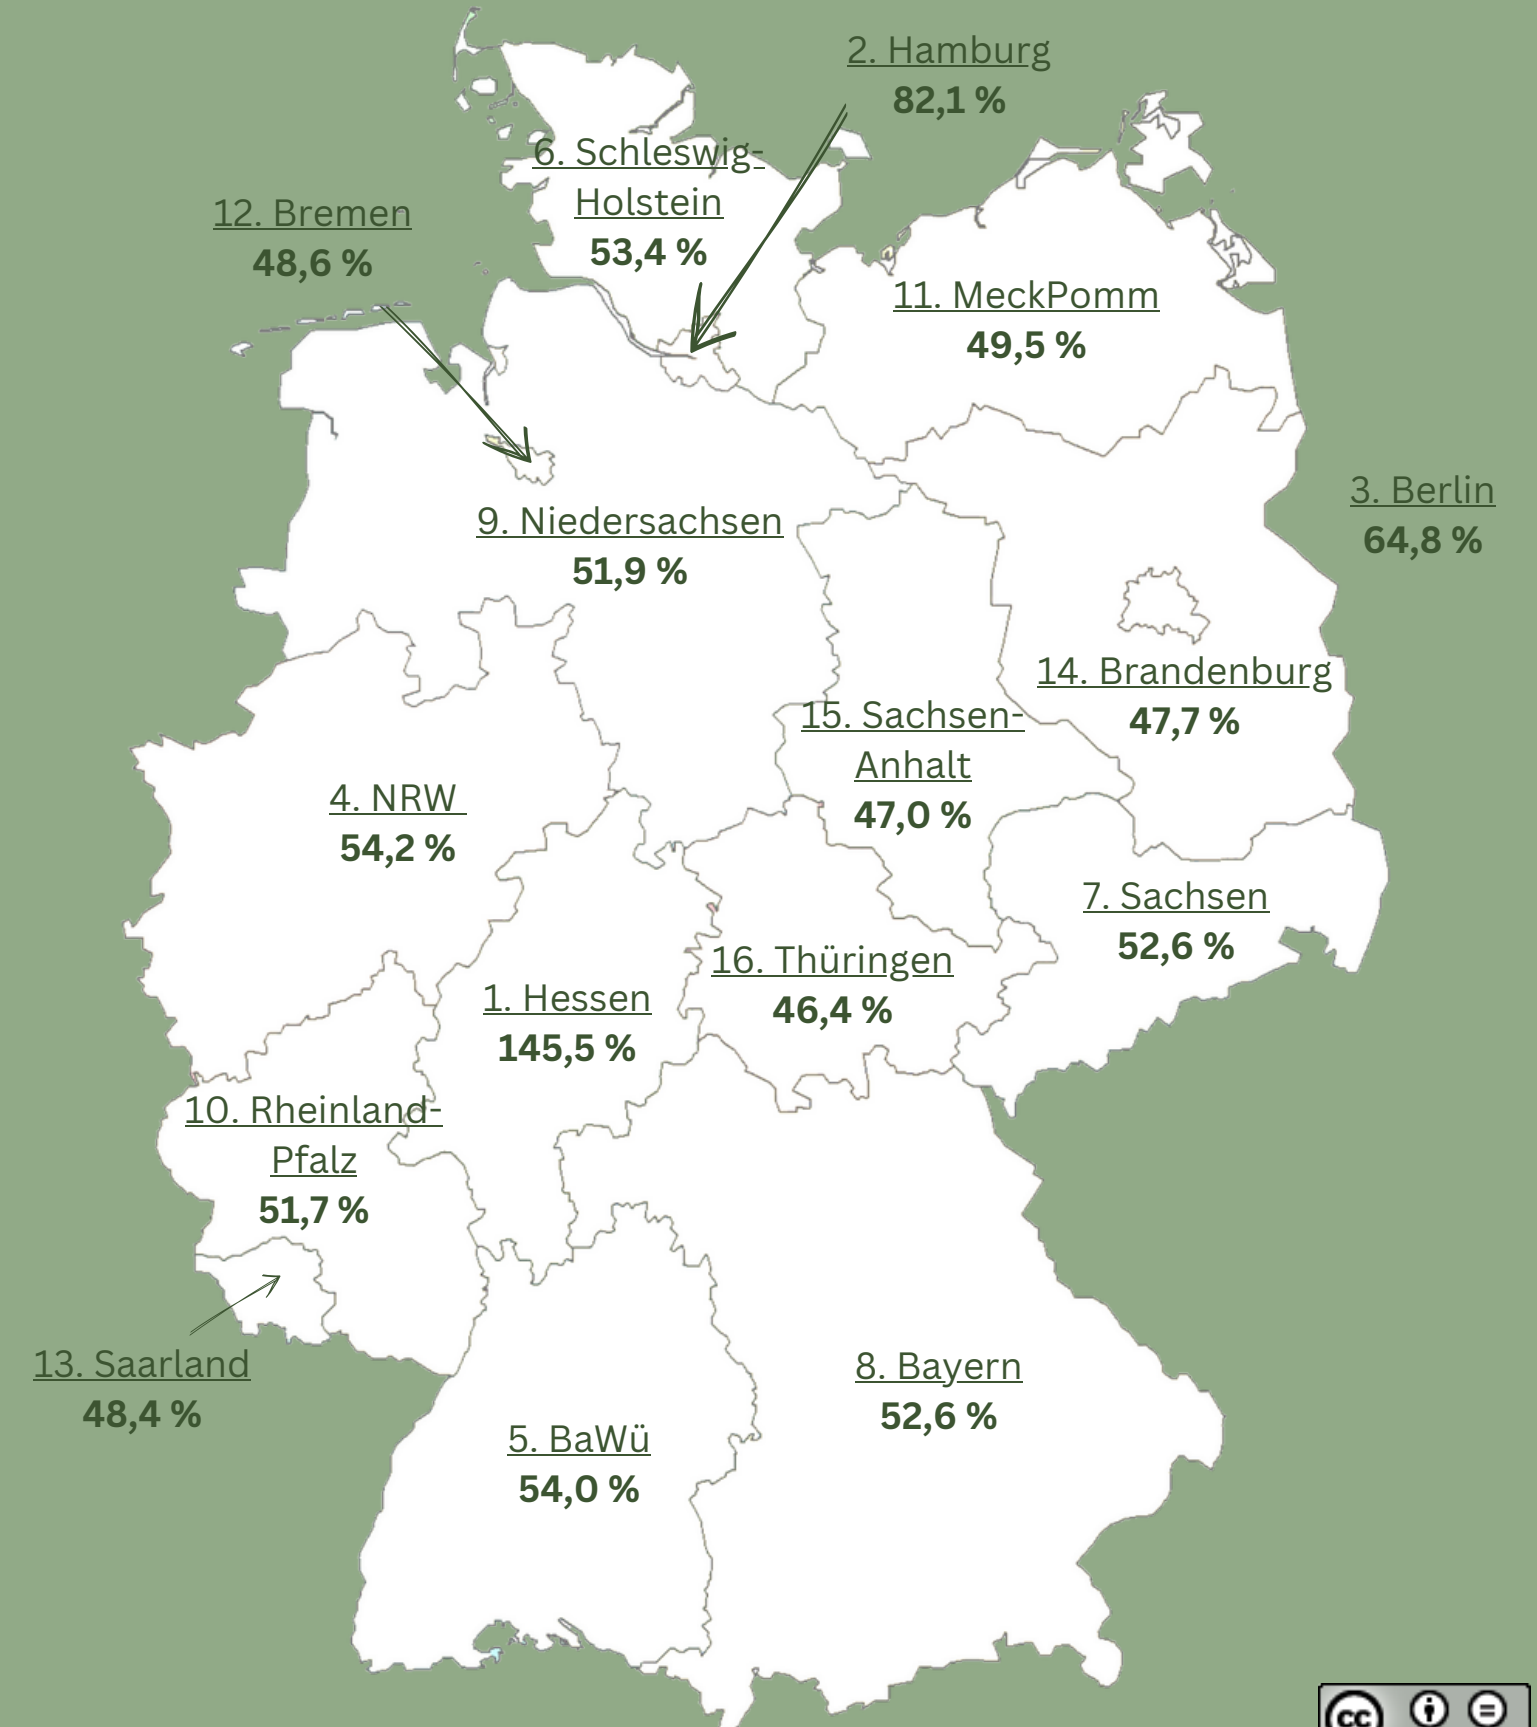 2. Hamburg
82,1 %
6. Schleswig-
Holstein
53,4 %
12. Bremen
48,6 %
11. MeckPomm
49,5 %
3. Berlin
64,8 %
9. Niedersachsen
51,9 %
14. Brandenburg
47,7 %
15. Sachsen-
Anhalt
47,0 %
4. NRW
54,2 %
7. Sachsen
52,6 %
16. Thüringen
46,4 %
1. Hessen
145,5 %
10. Rheinland-
Pfalz
51,7 %
13. Saarland
48,4 %
8. Bayern
52,6 %
5. BaWü
54,0 %
cc